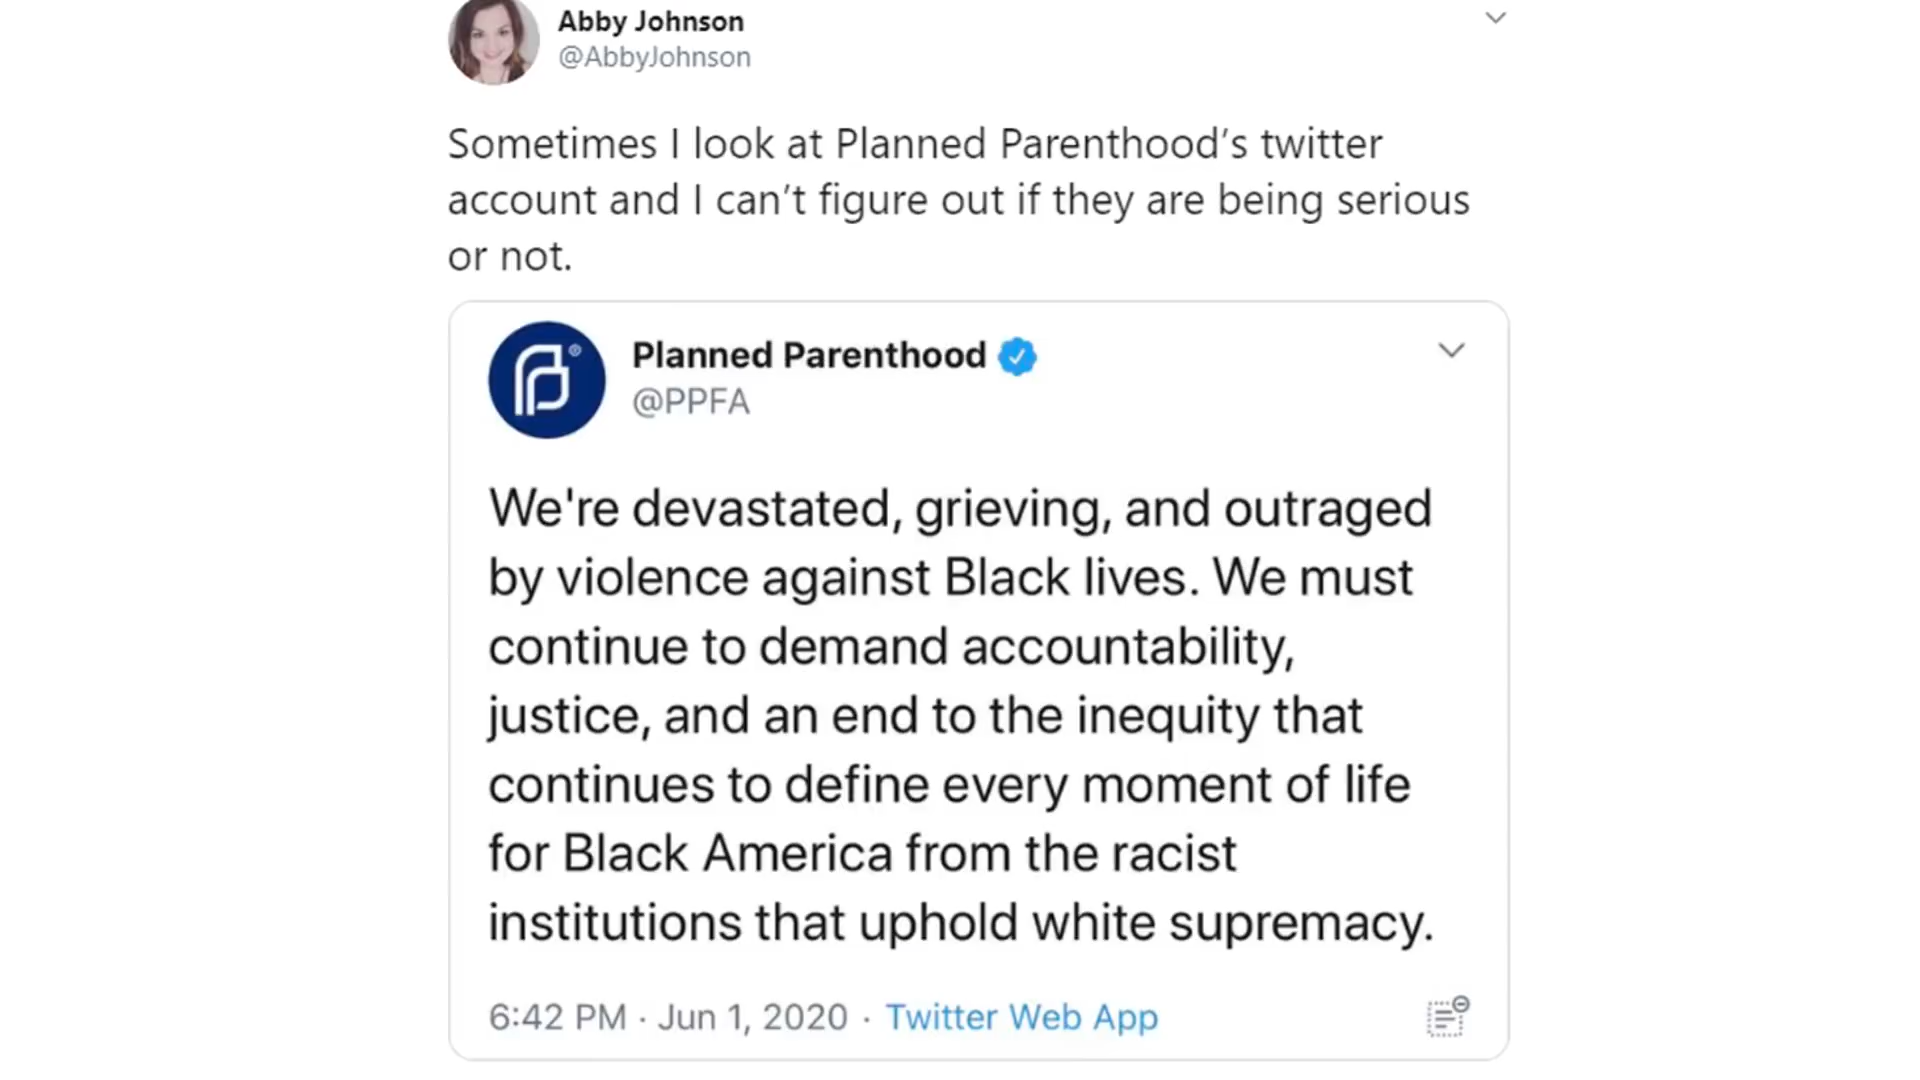 Abby Johnson
@AbbyJohnson
Sometimes I look at Planned Parenthood’s twitter
account and I can’t figure out if they are being serious
or not.
Planned Parenthood
@PPFA
We're devastated, grieving, and outraged
by violence against Black lives. We must
continue to demand accountability,
justice, and an end to the inequity that
continues to define every moment of life
for Black America from the racist
institutions that uphold white supremacy.
6:42 PM · Jun 1, 2020 · Twitter Web App